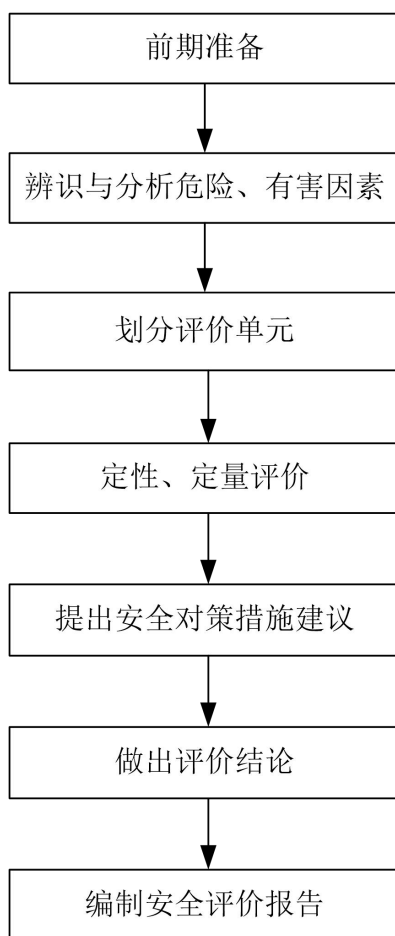 前期准备
辨识与分析危险、有害因素
划分评价单元
定性、定量评价
提出安全对策措施建议
做出评价结论
编制安全评价报告